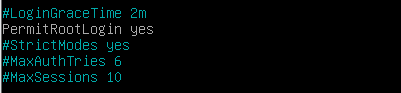 #LoginGraceTime 2m
PermitRootLogin yes
#StrictModes yes
#MaxAuthTries 6
#MaxSessions 10